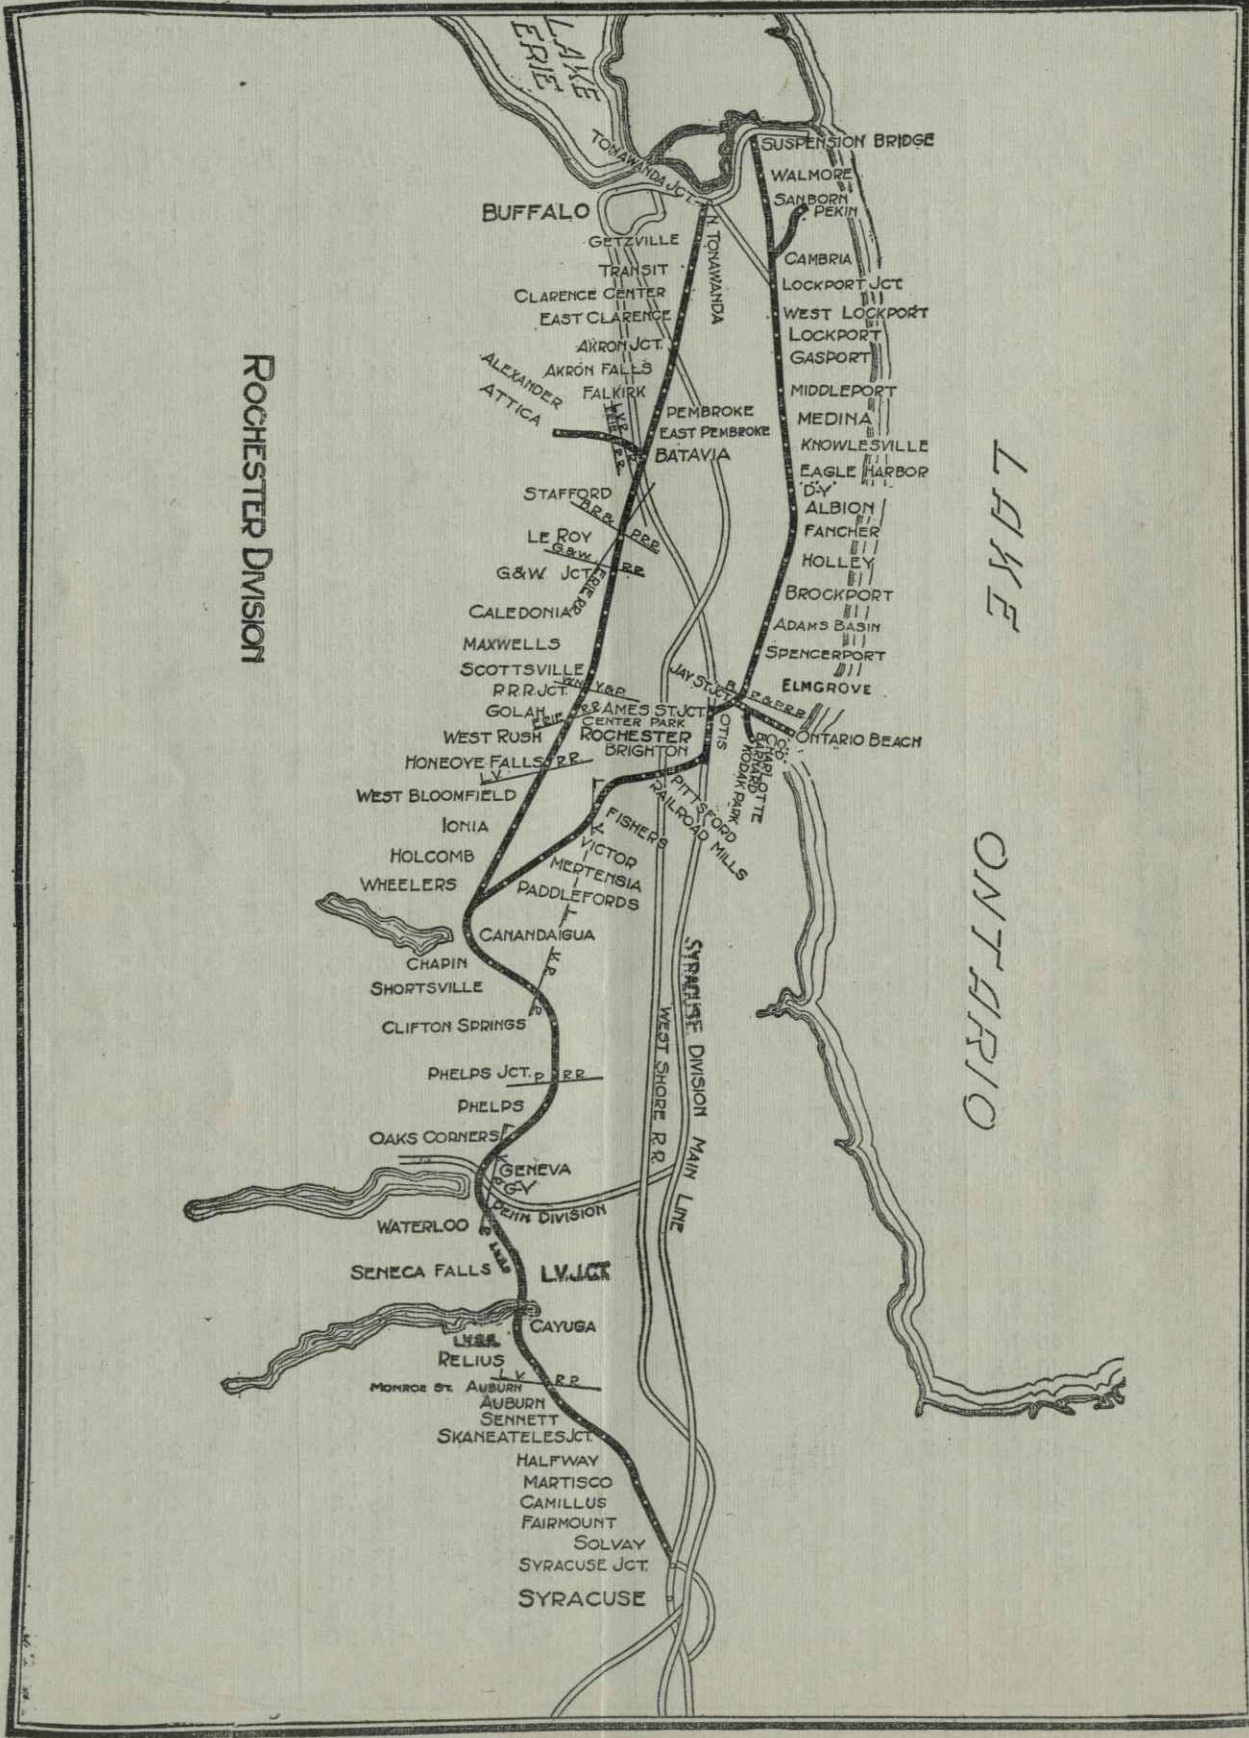 LAKE
ERIE
TONAWANDA JCT.
SUSPENSION BRIDGE
WALMORE
SANBORN
PEKIN
CAMBRIA
LOCKPORT JCT.
WEST LOCKPORT
LOCKPORT
GASPORT
MIDDLEPORT
MEDINA
KNOWLESVILLE
EAGLE HARBOR
"D-Y"
ALBION
FANCHER
HOLLEY
BROCKPORT
ADAMS BASIN
SPENCERPORT
ELMGROVE
ONTARIO BEACH
CHARLOTTE
BARNARD
KODAK PARK
JAY ST. JCT.
B.R.& P.R.R.
OTIS
BUFFALO
N. TONAWANDA
GETZVILLE
TRANSIT
CLARENCE CENTER
EAST CLARENCE
AKRON JCT.
AKRON FALLS
FALKIRK
ALEXANDER
ATTICA
L.V.R.R.
ERIE R.R.
PEMBROKE
EAST PEMBROKE
BATAVIA
STAFFORD
B.R.& P.R.R.
LE ROY
G.&W. R.R.
G&W. JCT.
ERIE RR
CALEDONIA
MAXWELLS
SCOTTSVILLE
P.R.R. JCT.
W.N.Y.&P.
GOLAH
ERIE R.R.
AMES ST. JCT.
CENTER PARK
ROCHESTER
BRIGHTON
WEST RUSH
HONEOYE FALLS
L.V. R.R.
WEST BLOOMFIELD
IONIA
HOLCOMB
WHEELERS
PITTSFORD
RAILROAD MILLS
FISHERS
VICTOR
MERTENSIA
PADDLEFORDS
CANANDAIGUA
L.V.R.R.
CHAPIN
SHORTSVILLE
CLIFTON SPRINGS
PHELPS JCT.
P. R.R.
PHELPS
OAKS CORNERS
GENEVA
"G-V"
PENN DIVISION
WATERLOO
SENECA FALLS
L.V.JCT.
CAYUGA
L.V.R.R.
RELIUS
L.V. R.R.
MONROE ST. AUBURN
AUBURN
SENNETT
SKANEATELES JCT.
HALFWAY
MARTISCO
CAMILLUS
FAIRMOUNT
SOLVAY
SYRACUSE JCT.
SYRACUSE
SYRACUSE DIVISION MAIN LINE
WEST SHORE R.R.
LAKE ONTARIO
ROCHESTER DIVISION